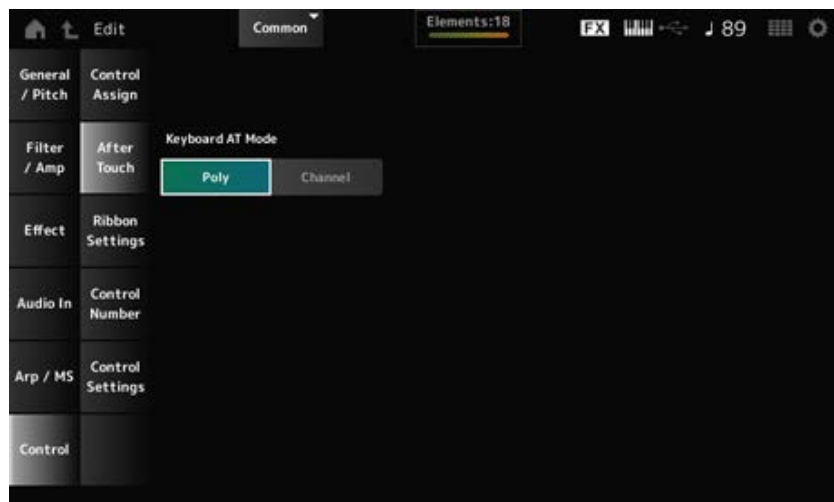 Edit
Common
Elements:18
FX
♩ 89
General
/ Pitch
Control
Assign
Filter
/ Amp
After
Touch
Keyboard AT Mode
Poly
Channel
Effect
Ribbon
Settings
Audio In
Control
Number
Arp / MS
Control
Settings
Control